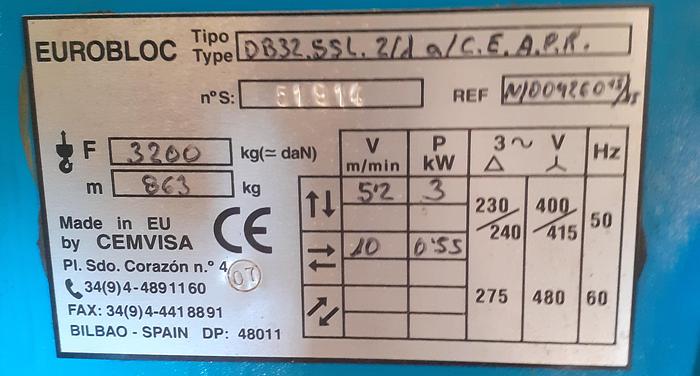 EUROBLOC Tipo Type DB32.SSL. 2/d a/C.E. A.P.R.
nºS: 51914 REF
F 3200 kg(≃ daN)
m 863 kg
V m/min P kW 3~ V Hz
△ Y
↑↓ 5'2 3 230/240 400/415 50
→← 10 0'55
275 480 60
Made in EU
by CEMVISA CE
Pl. Sdo. Corazón n.º 4 07
34(9)4-4891160
FAX: 34(9)4-4418891
BILBAO - SPAIN DP: 48011